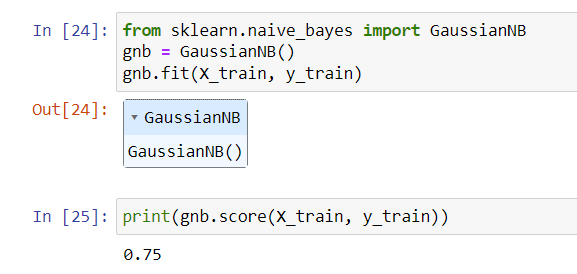 In [24]: from sklearn.naive_bayes import GaussianNB
gnb = GaussianNB()
gnb.fit(X_train, y_train)
Out[24]: ▾ GaussianNB
GaussianNB()
In [25]: print(gnb.score(X_train, y_train))
0.75